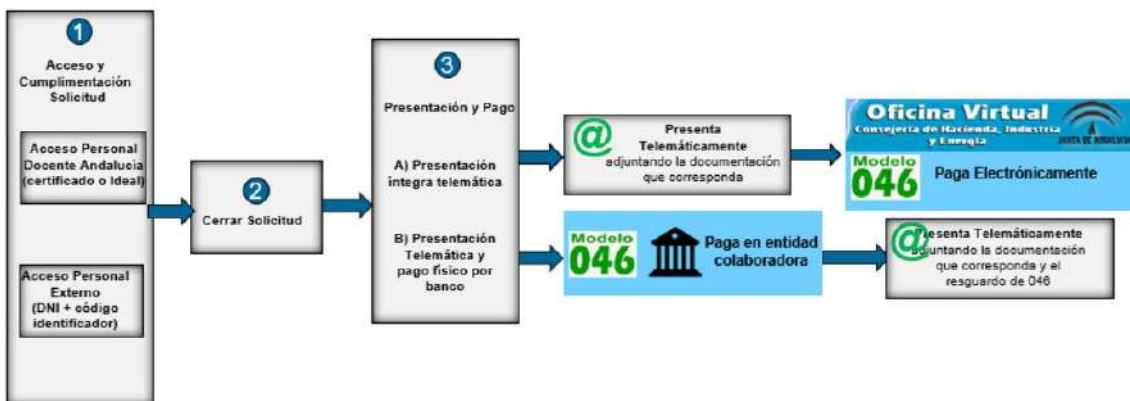 1
Acceso y
Cumplimentación
Solicitud
Acceso Personal
Docente Andalucía
(certificado o Ideal)
Acceso Personal
Externo
(DNI + código
identificador)
2
Cerrar Solicitud
3
Presentación y Pago
A) Presentación
íntegra telemática
B) Presentación
Telemática y
pago físico por
banco
@
Presenta
Telemáticamente
adjuntando la documentación
que corresponda
Oficina Virtual
Consejería de Hacienda, Industria
y Energía
JUNTA DE ANDALUCIA
Modelo
046
Paga Electrónicamente
Modelo
046
Paga en entidad
colaboradora
@
Presenta Telemáticamente
adjuntando la documentación
que corresponda y el
resguardo de 046